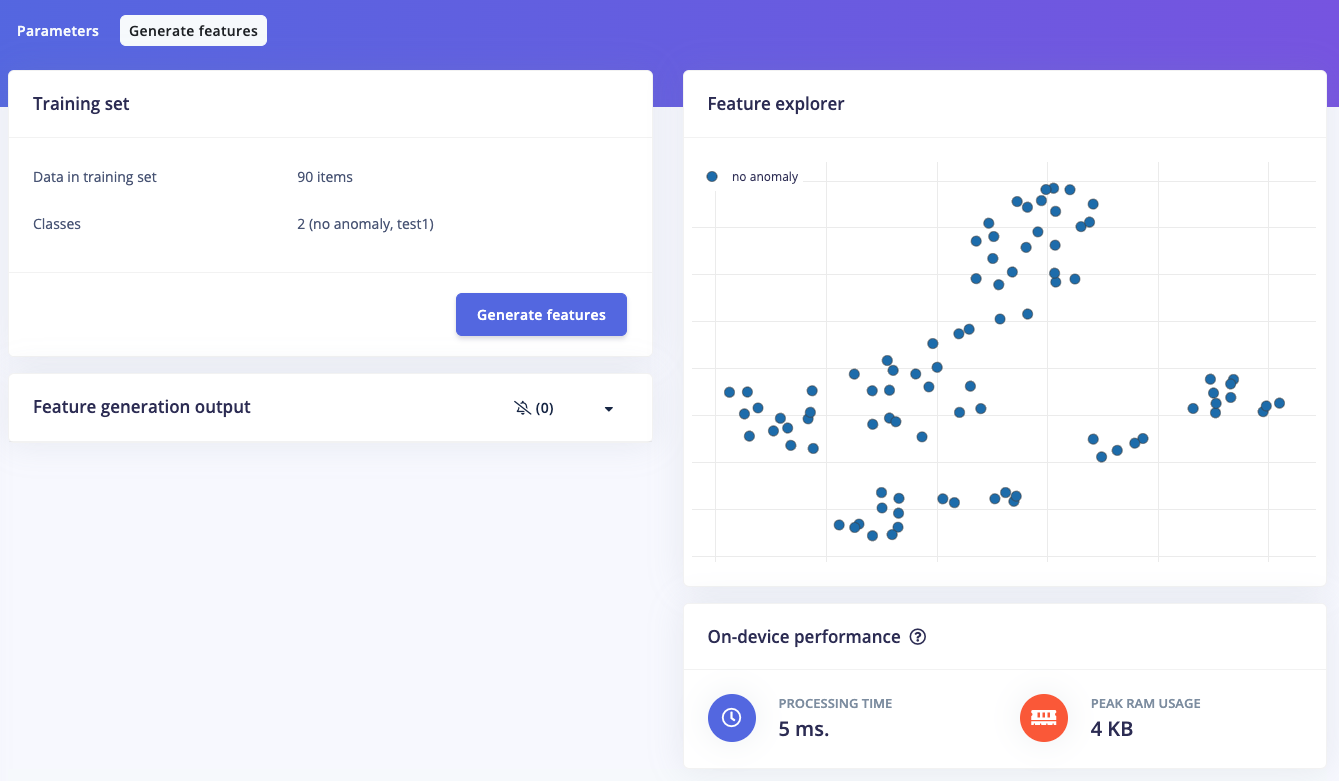 Parameters
Generate features
Training set
Data in training set 90 items
Classes 2 (no anomaly, test1)
Generate features
Feature generation output (0)
Feature explorer
no anomaly
On-device performance
PROCESSING TIME
5 ms.
PEAK RAM USAGE
4 KB